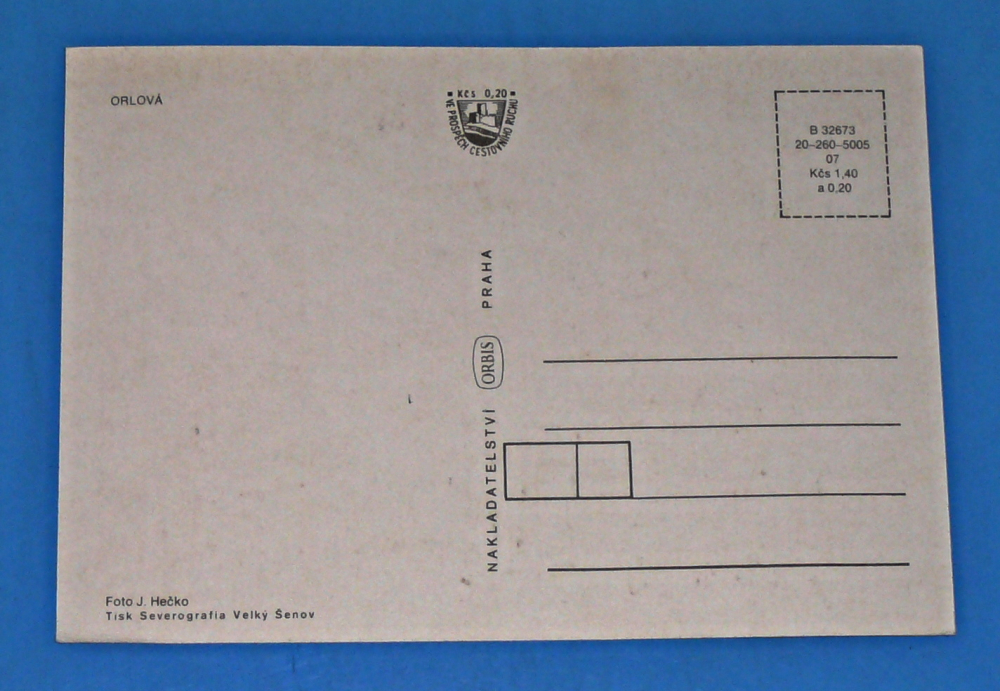 ORLOVÁ
Kčs 0,20
VE PROSPĚCH CESTOVNÍHO RUCHU
B 32673
20-260-5005
07
Kčs 1,40
a 0,20
NAKLADATELSTVÍ ORBIS PRAHA
Foto J. Hečko
Tisk Severografia Velký Šenov